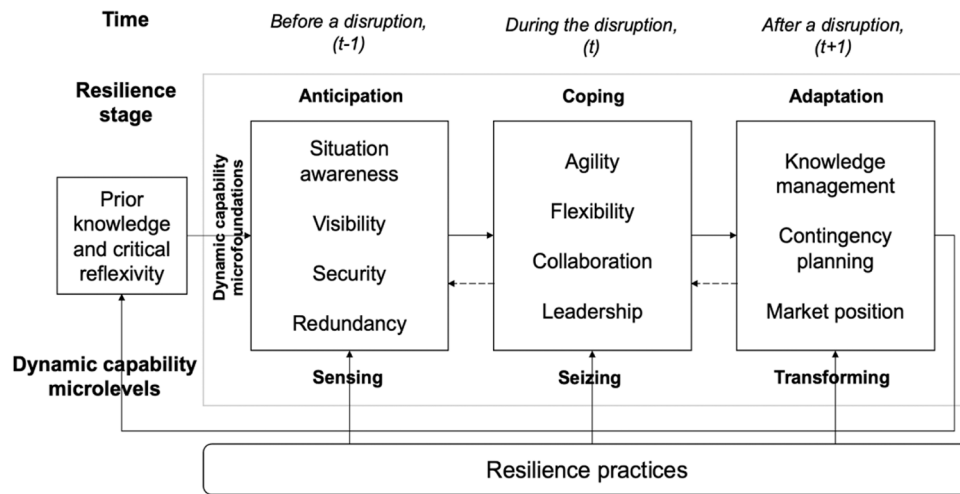 Time
Before a disruption,
(t-1)
During the disruption,
(t)
After a disruption,
(t+1)
Resilience
stage
Anticipation
Coping
Adaptation
Prior
knowledge
and critical
reflexivity
Dynamic capability
microfoundations
Situation
awareness
Visibility
Security
Redundancy
Agility
Flexibility
Collaboration
Leadership
Knowledge
management
Contingency
planning
Market position
Dynamic capability
microlevels
Sensing
Seizing
Transforming
Resilience practices